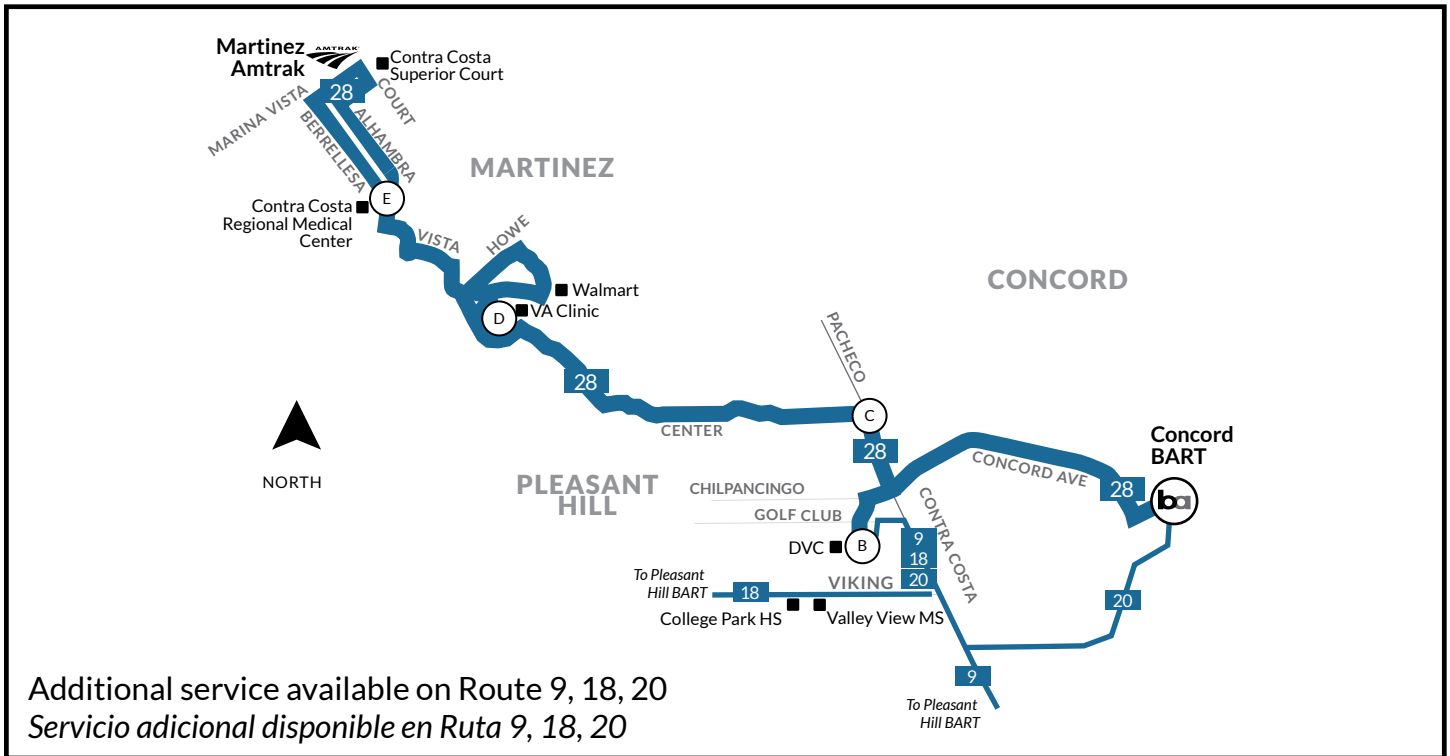 Martinez
Amtrak
AMTRAK
Contra Costa
Superior Court
28
COURT
MARINA VISTA
BERRELLESA
ALHAMBRA
MARTINEZ
E
Contra Costa
Regional Medical
Center
VISTA
HOWE
Walmart
D
VA Clinic
CONCORD
PACHECO
28
C
CENTER
28
NORTH
PLEASANT
HILL
CONCORD AVE
Concord
BART
28
ba
CHILPANCINGO
GOLF CLUB
CONTRA COSTA
DVC
B
9
18
20
To Pleasant
Hill BART
18
VIKING
College Park HS
Valley View MS
20
9
To Pleasant
Hill BART
Additional service available on Route 9, 18, 20
Servicio adicional disponible en Ruta 9, 18, 20